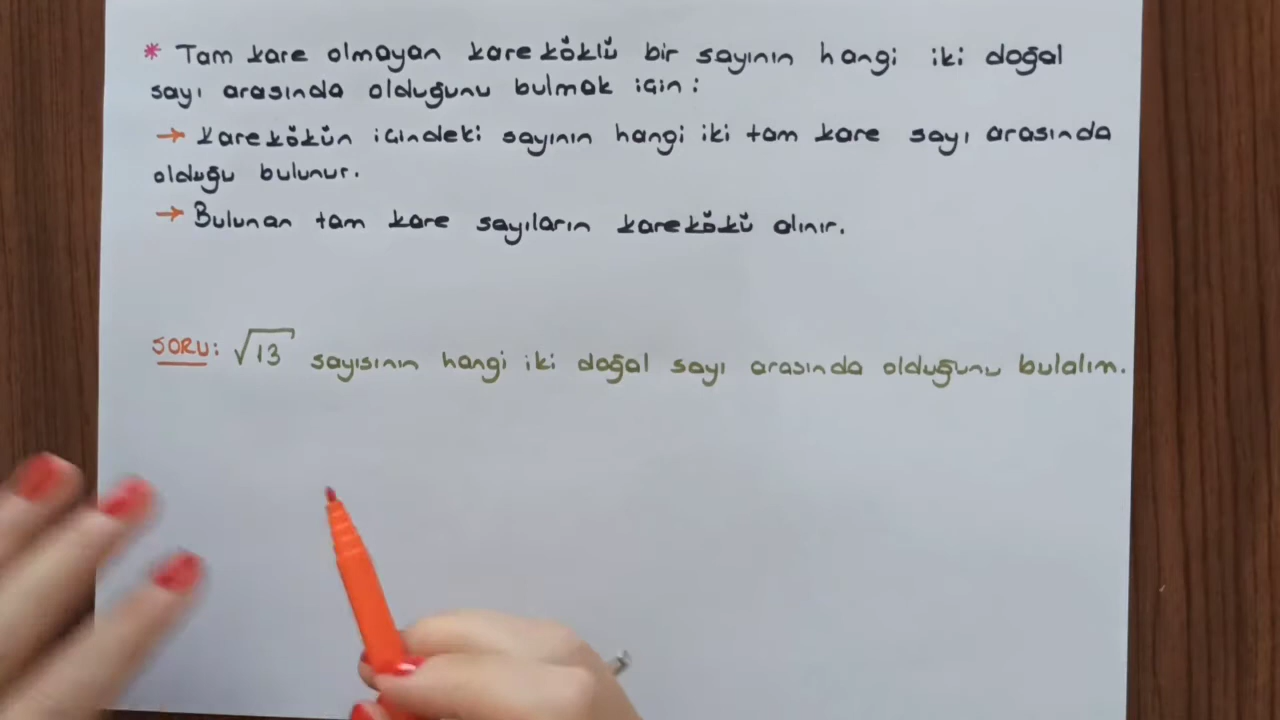 * Tam kare olmayan kareköklü bir sayının hangi iki doğal
sayı arasında olduğunu bulmak için:
→ Karekökün içindeki sayının hangi iki tam kare sayı arasında
olduğu bulunur.
→ Bulunan tam kare sayıların karekökü alınır.
SORU: √13 sayısının hangi iki doğal sayı arasında olduğunu bulalım.